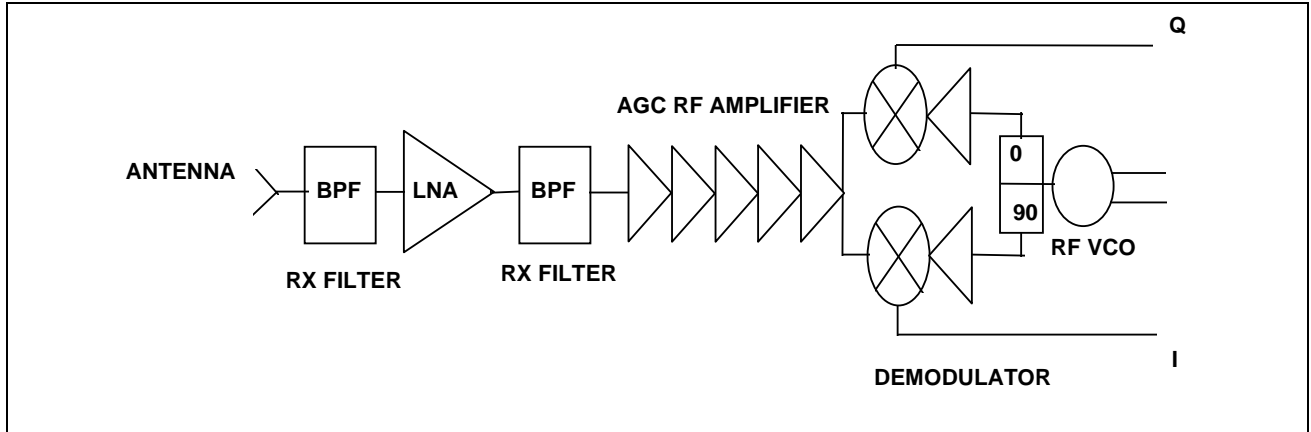 Q
AGC RF AMPLIFIER
0
ANTENNA
BPF
LNA
BPF
90
RF VCO
RX FILTER
RX FILTER
I
DEMODULATOR